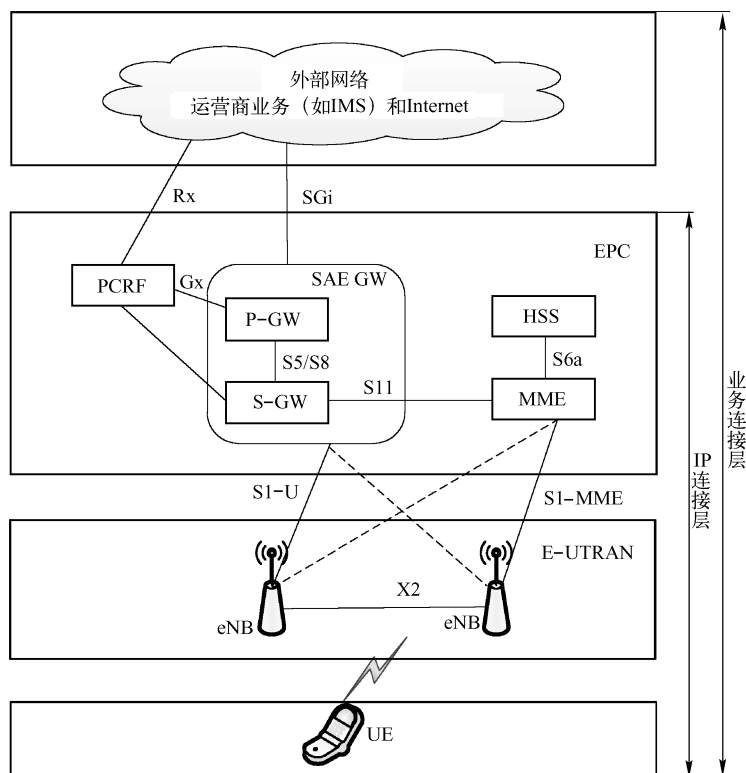 外部网络
运营商业务（如IMS）和Internet
Rx
SGi
EPC
SAE GW
PCRF
Gx
P-GW
HSS
S5/S8
S6a
S-GW
S11
MME
业务连接层
IP连接层
S1-U
S1-MME
E-UTRAN
X2
eNB
eNB
UE